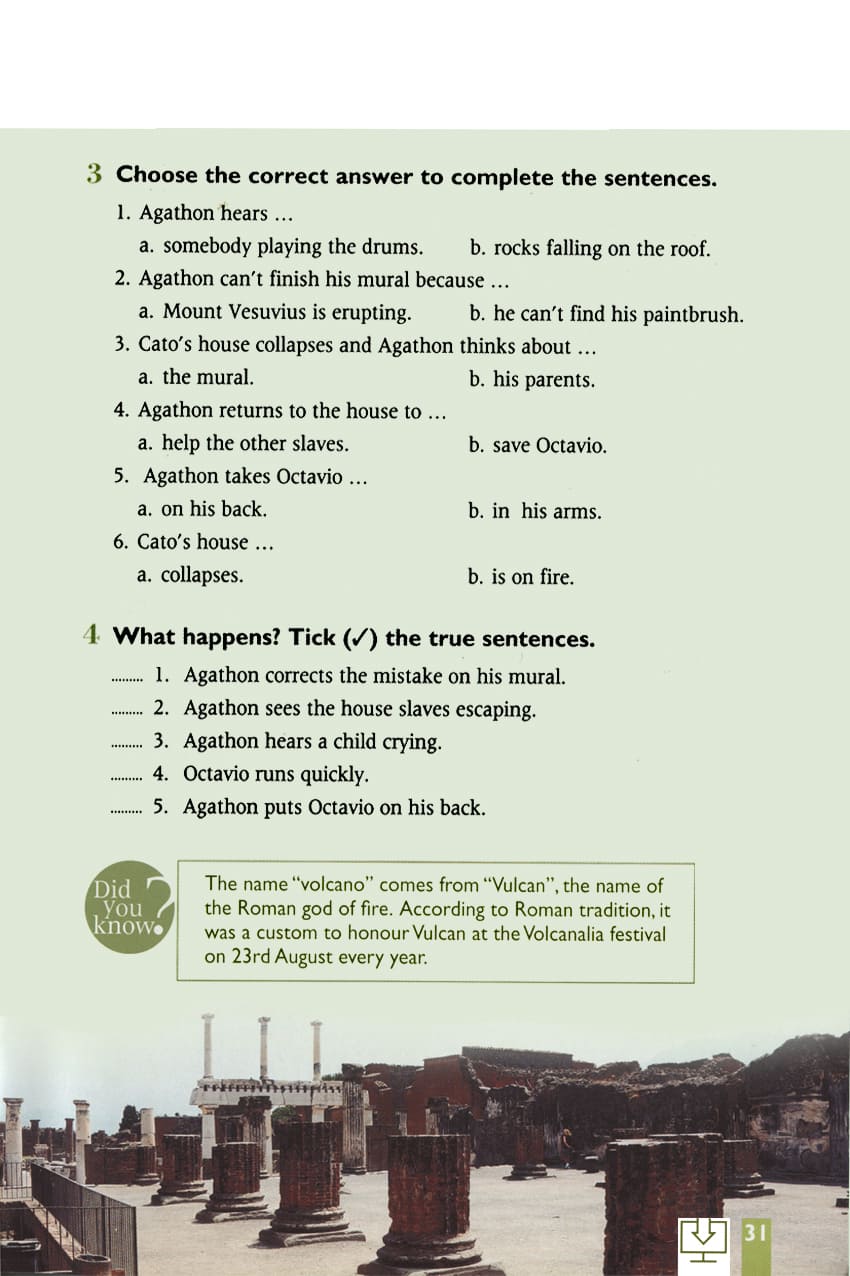 3 Choose the correct answer to complete the sentences.
1. Agathon hears …
a. somebody playing the drums. b. rocks falling on the roof.
2. Agathon can't finish his mural because …
a. Mount Vesuvius is erupting. b. he can't find his paintbrush.
3. Cato's house collapses and Agathon thinks about …
a. the mural. b. his parents.
4. Agathon returns to the house to …
a. help the other slaves. b. save Octavio.
5. Agathon takes Octavio …
a. on his back. b. in his arms.
6. Cato's house …
a. collapses. b. is on fire.
4 What happens? Tick (✓) the true sentences.
......... 1. Agathon corrects the mistake on his mural.
......... 2. Agathon sees the house slaves escaping.
......... 3. Agathon hears a child crying.
......... 4. Octavio runs quickly.
......... 5. Agathon puts Octavio on his back.
Did
you
know?
The name "volcano" comes from "Vulcan", the name of
the Roman god of fire. According to Roman tradition, it
was a custom to honour Vulcan at the Volcanalia festival
on 23rd August every year.
31